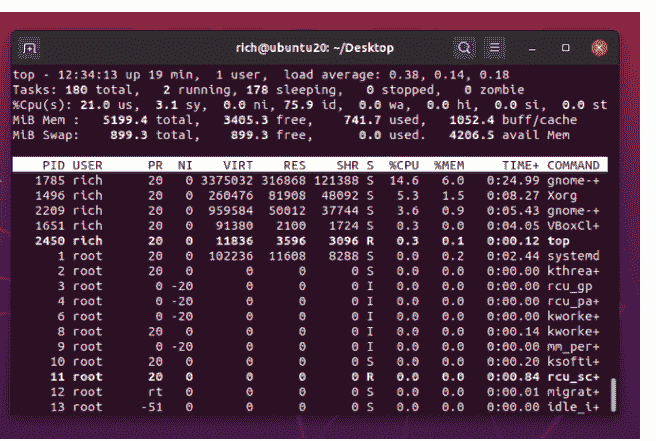 rich@ubuntu20: ~/Desktop
top - 12:34:13 up 19 min,  1 user,  load average: 0.38, 0.14, 0.18
Tasks: 180 total,   2 running, 178 sleeping,   0 stopped,   0 zombie
%Cpu(s): 21.0 us,  3.1 sy,  0.0 ni, 75.9 id,  0.0 wa,  0.0 hi,  0.0 si,  0.0 st
MiB Mem :   5199.4 total,   3405.3 free,    741.7 used,   1052.4 buff/cache
MiB Swap:    899.3 total,    899.3 free,      0.0 used.   4206.5 avail Mem
PID USER      PR  NI    VIRT    RES    SHR S  %CPU  %MEM     TIME+ COMMAND
1785 rich      20   0 3375032 316868 121388 S  14.6   6.0   0:24.99 gnome-+
1496 rich      20   0  260476  81908  48092 S   5.3   1.5   0:08.27 Xorg
2209 rich      20   0  959584  50012  37744 S   3.6   0.9   0:05.43 gnome-+
1651 rich      20   0   91380   2100   1724 S   0.3   0.0   0:04.05 VBoxCl+
2450 rich      20   0   11836   3596   3096 R   0.3   0.1   0:00.12 top
1 root      20   0  102236  11608   8288 S   0.0   0.2   0:02.44 systemd
2 root      20   0       0      0      0 S   0.0   0.0   0:00.00 kthrea+
3 root       0 -20       0      0      0 I   0.0   0.0   0:00.00 rcu_gp
4 root       0 -20       0      0      0 I   0.0   0.0   0:00.00 rcu_pa+
6 root       0 -20       0      0      0 I   0.0   0.0   0:00.00 kworke+
8 root      20   0       0      0      0 I   0.0   0.0   0:00.14 kworke+
9 root       0 -20       0      0      0 I   0.0   0.0   0:00.00 mm_per+
10 root      20   0       0      0      0 S   0.0   0.0   0:00.20 ksofti+
11 root      20   0       0      0      0 R   0.0   0.0   0:00.84 rcu_sc+
12 root      rt   0       0      0      0 S   0.0   0.0   0:00.01 migrat+
13 root     -51   0       0      0      0 S   0.0   0.0   0:00.00 idle_i+